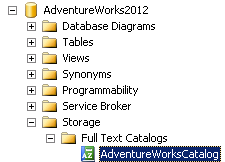 AdventureWorks2012
Database Diagrams
Tables
Views
Synonyms
Programmability
Service Broker
Storage
Full Text Catalogs
AdventureWorksCatalog